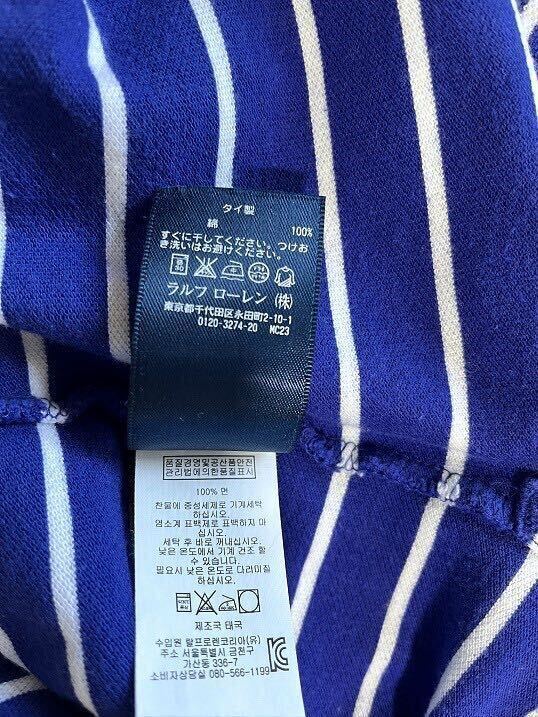 タイ製
綿 100%
すぐに干してください。つけお
き洗いはお避けください。
ラルフ ローレン (株)
東京都千代田区永田町2-10-1
0120-3274-20 MC23
품질경영및공산품안전
관리법에의한품질표시
100% 면
찬물에 중성세제로 기계세탁
하십시오.
염소계 표백제로 표백하지 마
십시오.
세탁 후 바로 꺼내십시오.
낮은 온도에서 기계 건조 할
수 있습니다.
필요시 낮은 온도로 다리미질
하십시오.
제조국 태국
수입원 랄프로렌코리아(유)
주소 서울특별시 금천구
가산동 336-7
소비자상담실 080-566-1199